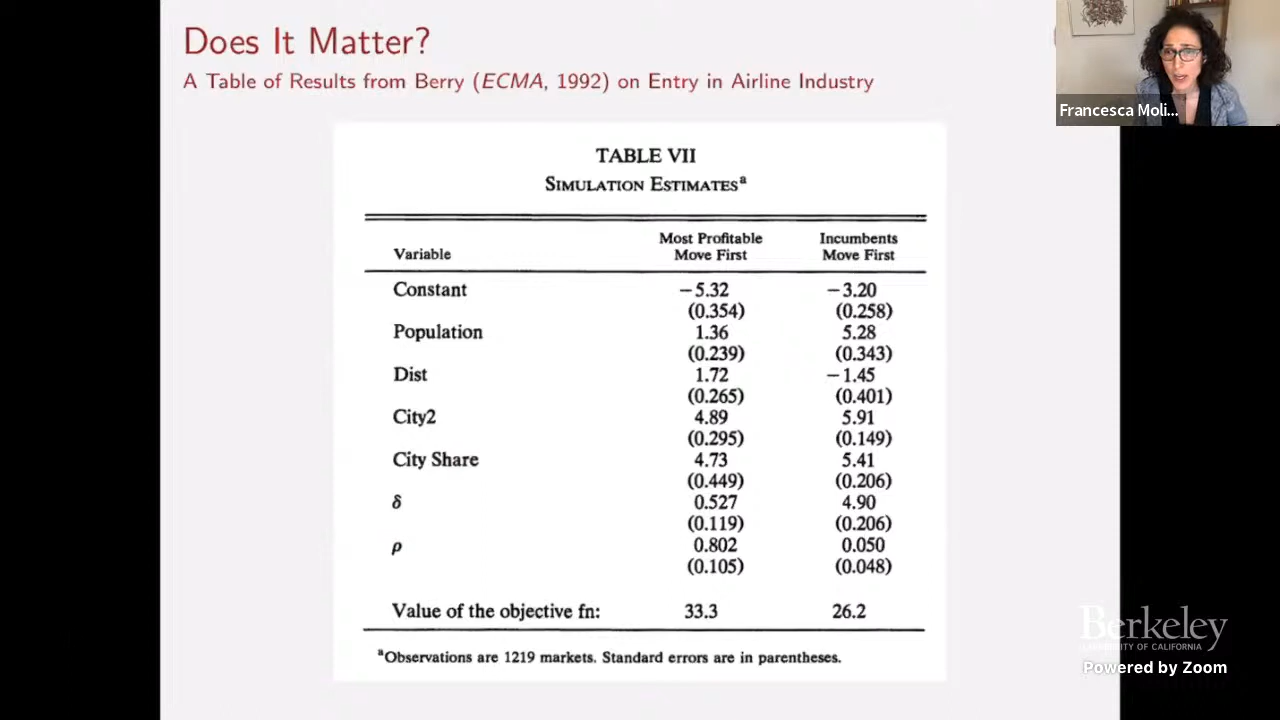 Does It Matter?
A Table of Results from Berry (ECMA, 1992) on Entry in Airline Industry
Francesca Moli...
TABLE VII
SIMULATION ESTIMATESª
Variable Most Profitable Move First Incumbents Move First
Constant −5.32 −3.20
(0.354) (0.258)
Population 1.36 5.28
(0.239) (0.343)
Dist 1.72 −1.45
(0.265) (0.401)
City2 4.89 5.91
(0.295) (0.149)
City Share 4.73 5.41
(0.449) (0.206)
δ 0.527 4.90
(0.119) (0.206)
ρ 0.802 0.050
(0.105) (0.048)
Value of the objective fn: 33.3 26.2
ªObservations are 1219 markets. Standard errors are in parentheses.
Berkeley
UNIVERSITY OF CALIFORNIA
Powered by Zoom